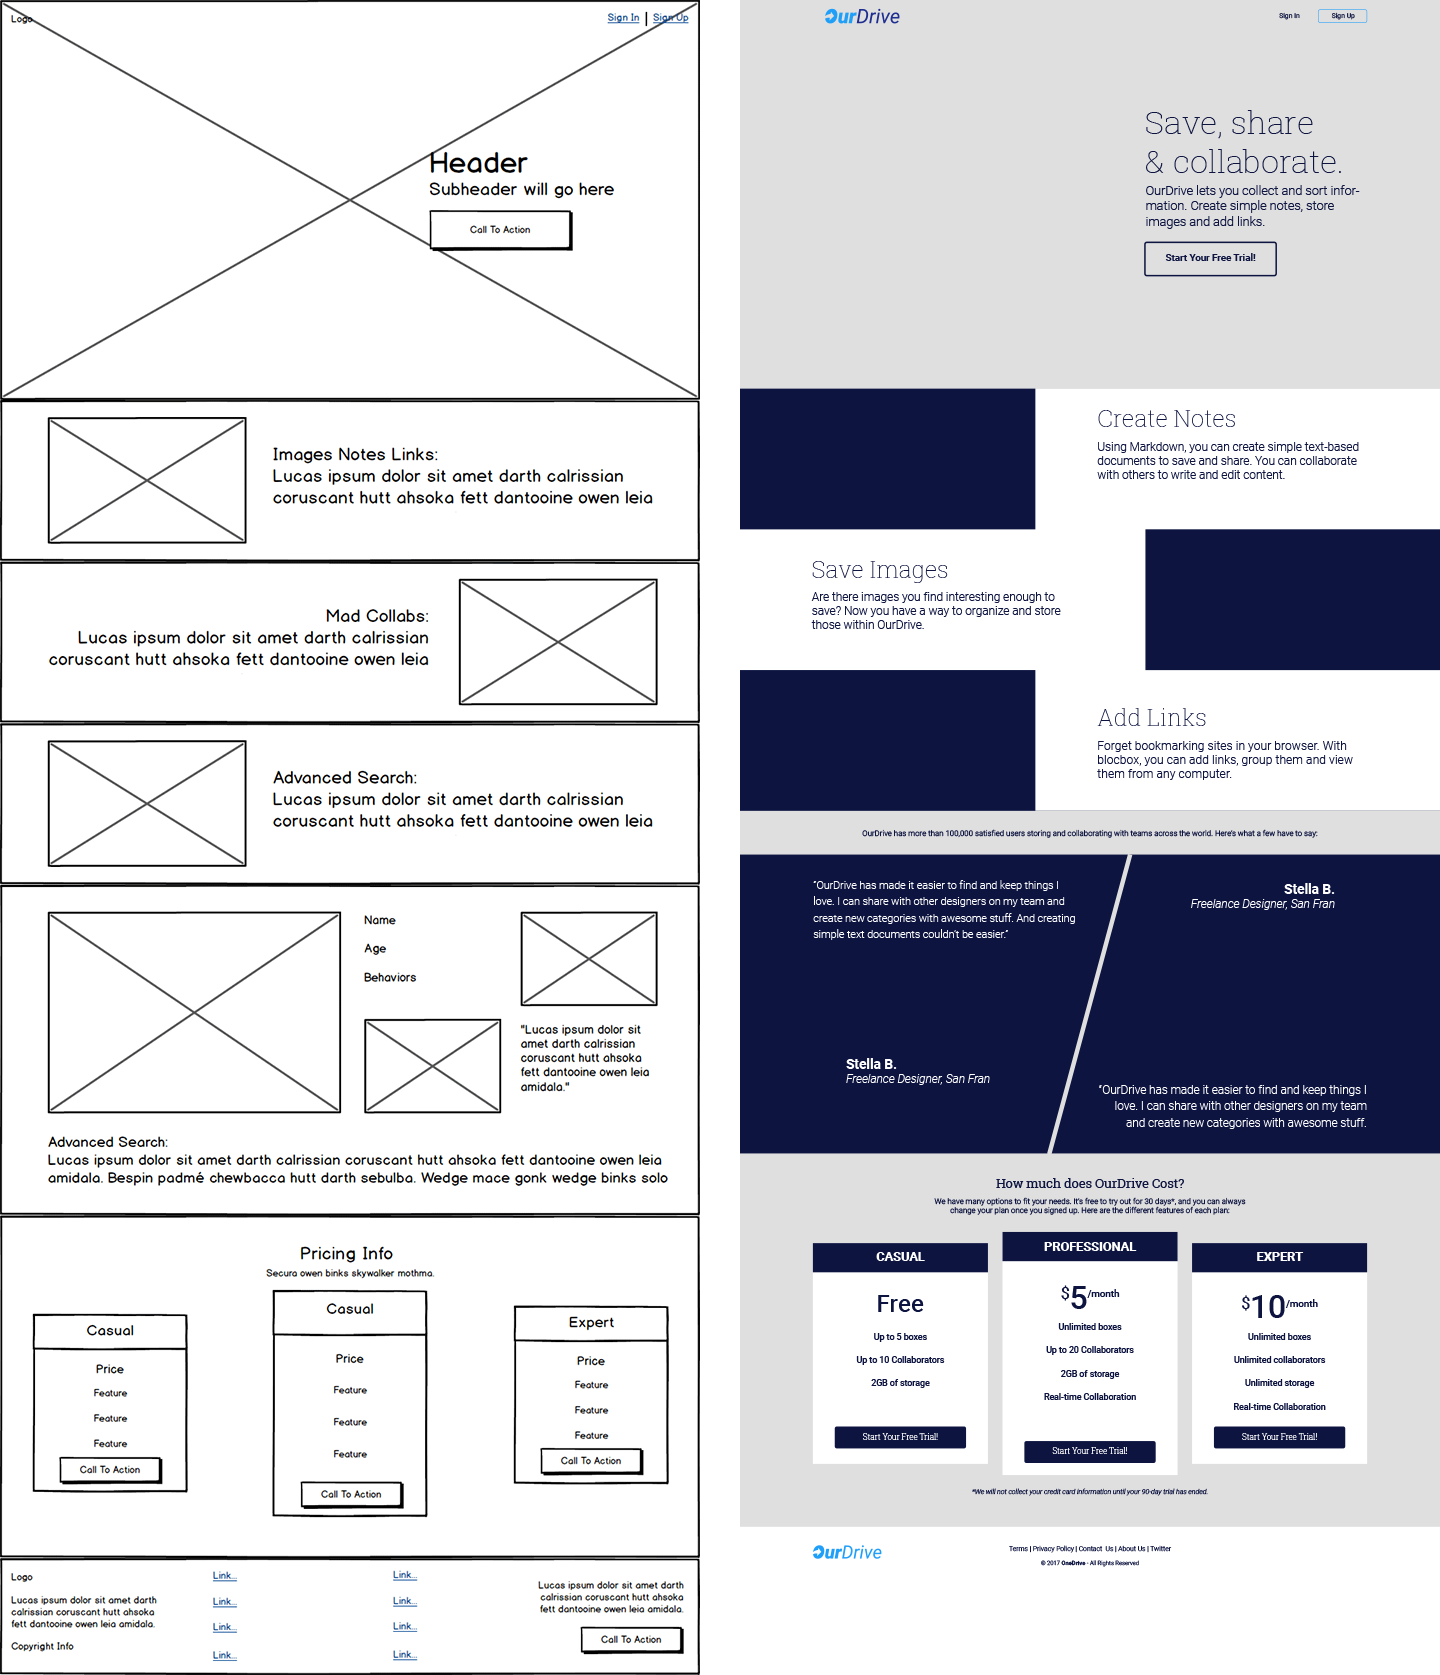 Logo
Sign In | Sign Up
Header
Subheader will go here
Call To Action
Images Notes Links:
Lucas ipsum dolor sit amet darth calrissian
coruscant hutt ahsoka fett dantooine owen leia
Mad Collabs:
Lucas ipsum dolor sit amet darth calrissian
coruscant hutt ahsoka fett dantooine owen leia
Advanced Search:
Lucas ipsum dolor sit amet darth calrissian
coruscant hutt ahsoka fett dantooine owen leia
Name
Age
Behaviors
"Lucas ipsum dolor sit
amet darth calrissian
coruscant hutt ahsoka
fett dantooine owen leia
amidala."
Advanced Search:
Lucas ipsum dolor sit amet darth calrissian coruscant hutt ahsoka fett dantooine owen leia
amidala. Bespin padmé chewbacca hutt darth sebulba. Wedge mace gonk wedge binks solo
Pricing Info
Secura owen binks skywalker mothma.
Casual
Price
Feature
Feature
Feature
Call To Action
Casual
Price
Feature
Feature
Feature
Call To Action
Expert
Price
Feature
Feature
Feature
Call To Action
Logo
Lucas ipsum dolor sit amet darth
calrissian coruscant hutt ahsoka
fett dantooine owen leia amidala.
Copyright Info
Link...
Link...
Link...
Link...
Link...
Link...
Link...
Link...
Lucas ipsum dolor sit amet darth
calrissian coruscant hutt ahsoka
fett dantooine owen leia amidala.
Call To Action
OurDrive
Sign In
Sign Up
Save, share
& collaborate.
OurDrive lets you collect and sort infor-
mation. Create simple notes, store
images and add links.
Start Your Free Trial!
Create Notes
Using Markdown, you can create simple text-based
documents to save and share. You can collaborate
with others to write and edit content.
Save Images
Are there images you find interesting enough to
save? Now you have a way to organize and store
those within OurDrive.
Add Links
Forget bookmarking sites in your browser. With
blocbox, you can add links, group them and view
them from any computer.
OurDrive has more than 100,000 satisfied users storing and collaborating with teams across the world. Here's what a few have to say:
"OurDrive has made it easier to find and keep things I
love. I can share with other designers on my team and
create new categories with awesome stuff. And creating
simple text documents couldn't be easier."
Stella B.
Freelance Designer, San Fran
Stella B.
Freelance Designer, San Fran
"OurDrive has made it easier to find and keep things I
love. I can share with other designers on my team
and create new categories with awesome stuff.
How much does OurDrive Cost?
We have many options to fit your needs. It's free to try out for 30 days*, and you can always
change your plan once you signed up. Here are the different features of each plan:
CASUAL
Free
Up to 5 boxes
Up to 10 Collaborators
2GB of storage
Start Your Free Trial!
PROFESSIONAL
$5/month
Unlimited boxes
Up to 20 Collaborators
2GB of storage
Real-time Collaboration
Start Your Free Trial!
EXPERT
$10/month
Unlimited boxes
Unlimited collaborators
Unlimited storage
Real-time Collaboration
Start Your Free Trial!
*We will not collect your credit card information until your 90-day trial has ended.
OurDrive
Terms | Privacy Policy | Contact Us | About Us | Twitter
© 2017 OneDrive - All Rights Reserved